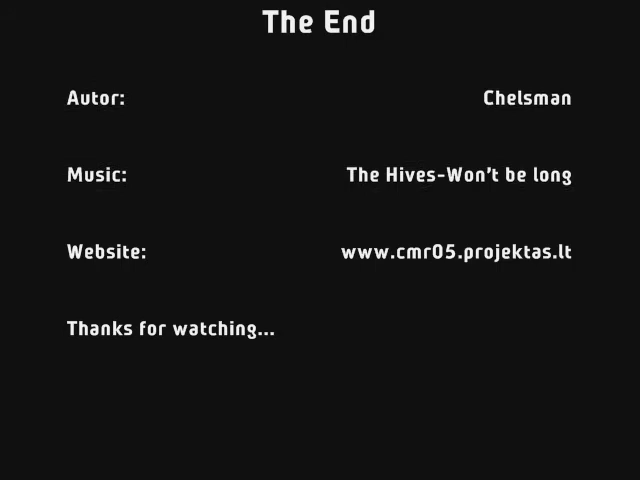 The End
Autor: Chelsman
Music: The Hives-Won't be long
Website: www.cmr05.projektas.lt
Thanks for watching...